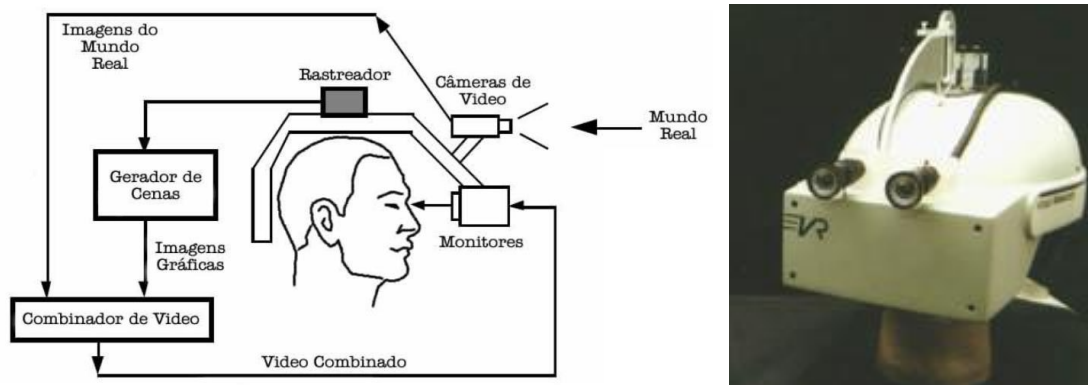 Imagens do
Mundo
Real
Rastreador
Câmeras de
Video
Mundo
Real
Gerador de
Cenas
Monitores
Imagens
Gráficas
Combinador de Video
Video Combinado
VR